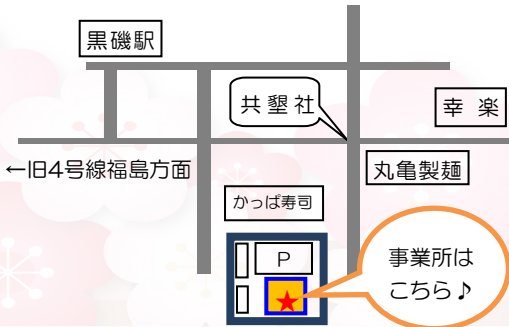 黒磯駅
共墾社
幸 楽
←旧4号線福島方面
丸亀製麺
かっぱ寿司
P
事業所は
こちら♪